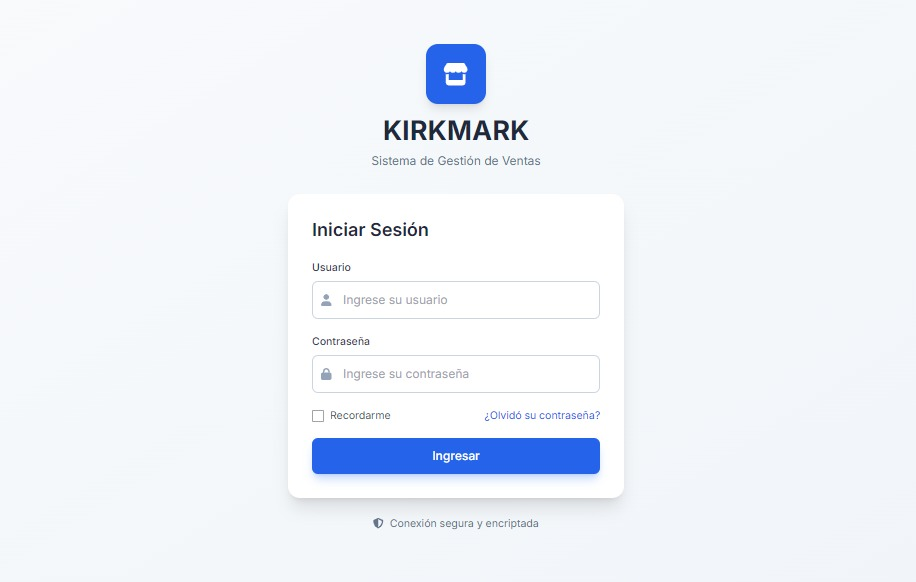 KIRKMARK
Sistema de Gestión de Ventas
Iniciar Sesión
Usuario
Ingrese su usuario
Contraseña
Ingrese su contraseña
Recordarme ¿Olvidó su contraseña?
Ingresar
Conexión segura y encriptada